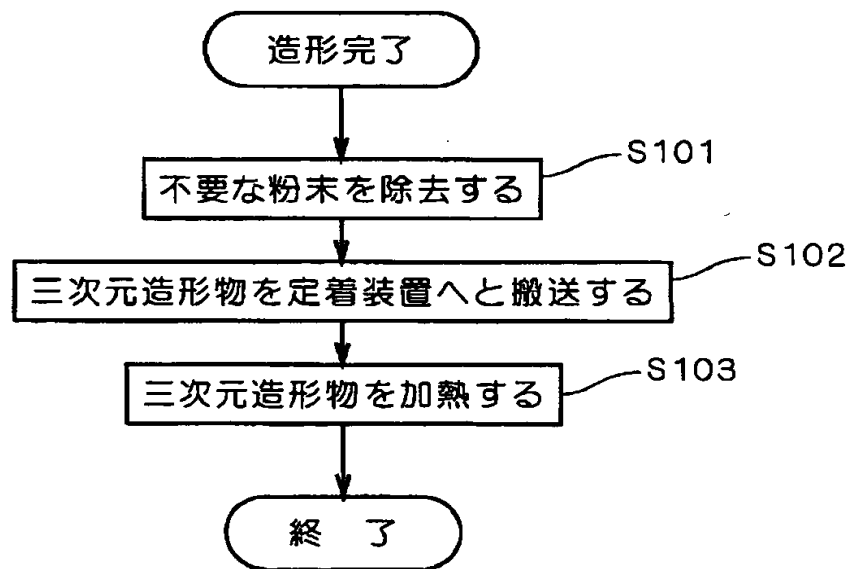 造形完了
S101
不要な粉末を除去する
S102
三次元造形物を定着装置へと搬送する
S103
三次元造形物を加熱する
終 了